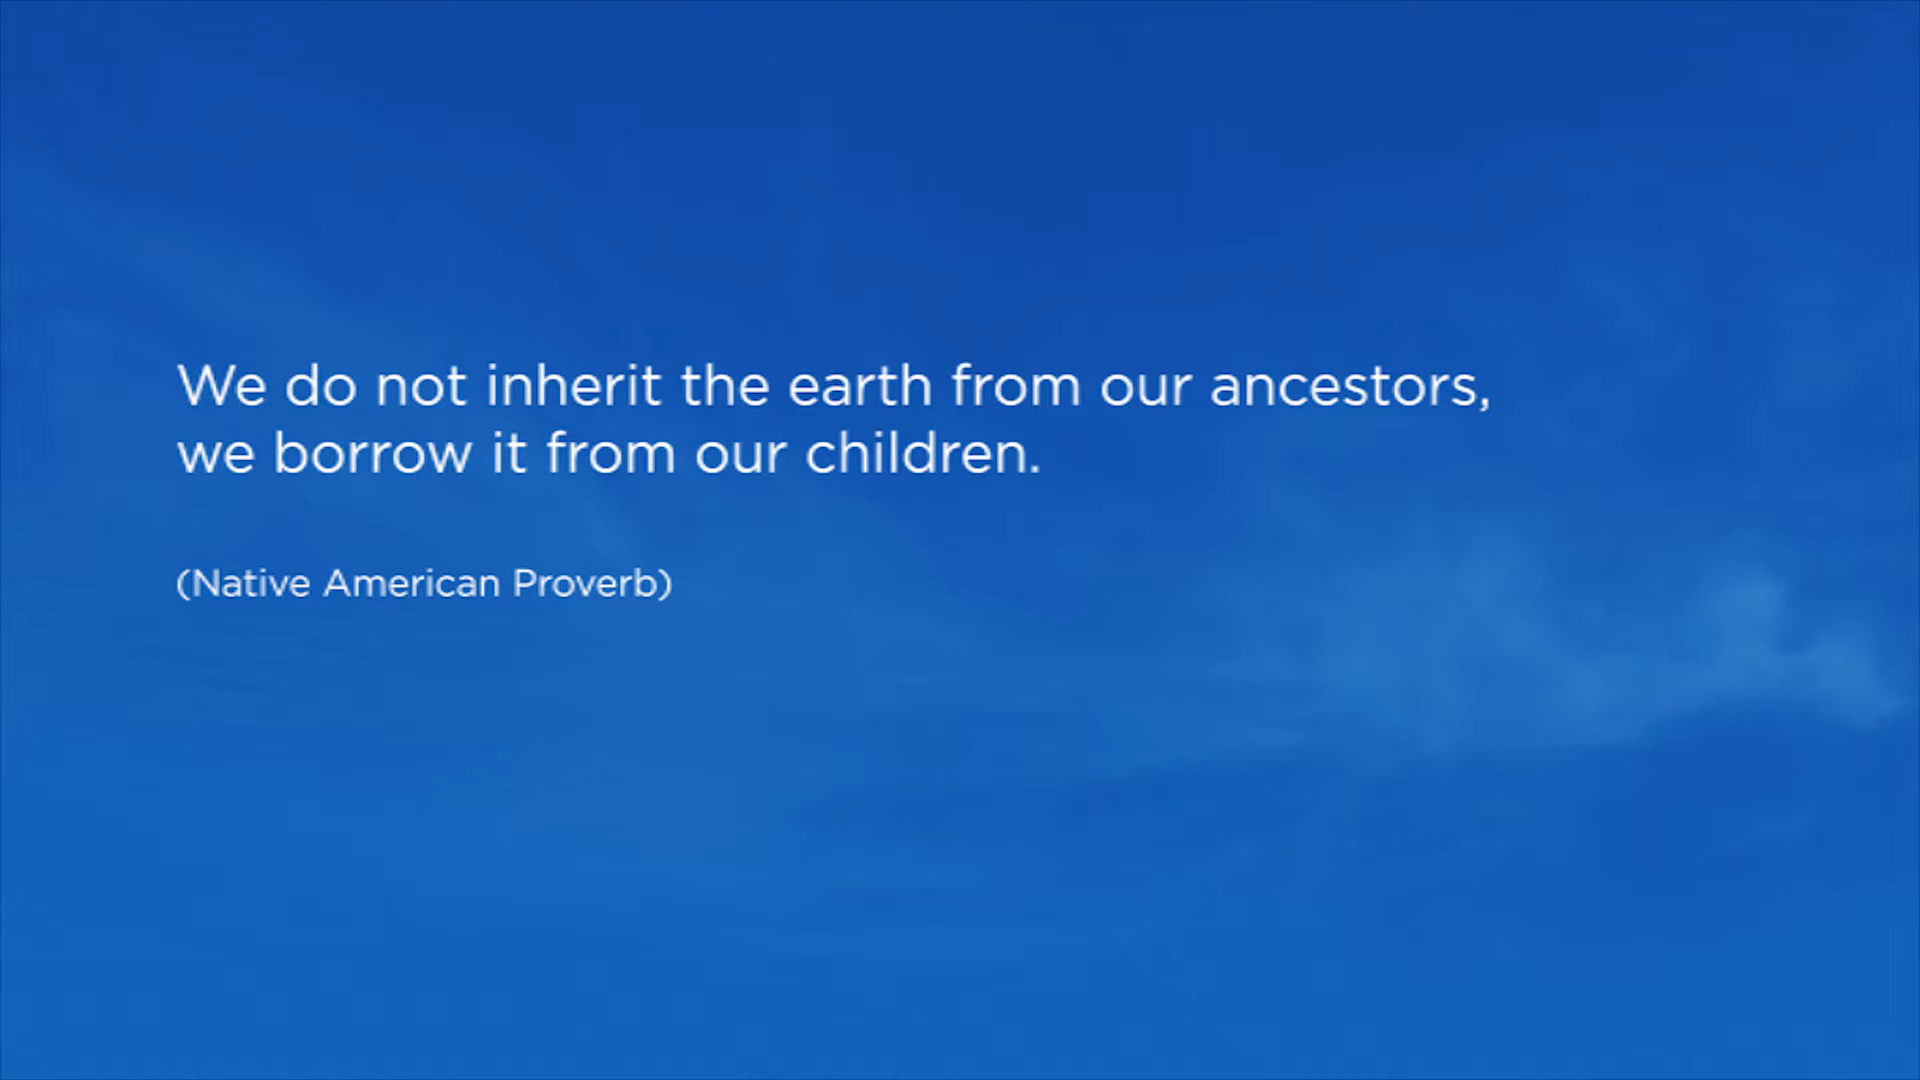 We do not inherit the earth from our ancestors,
we borrow it from our children.
(Native American Proverb)